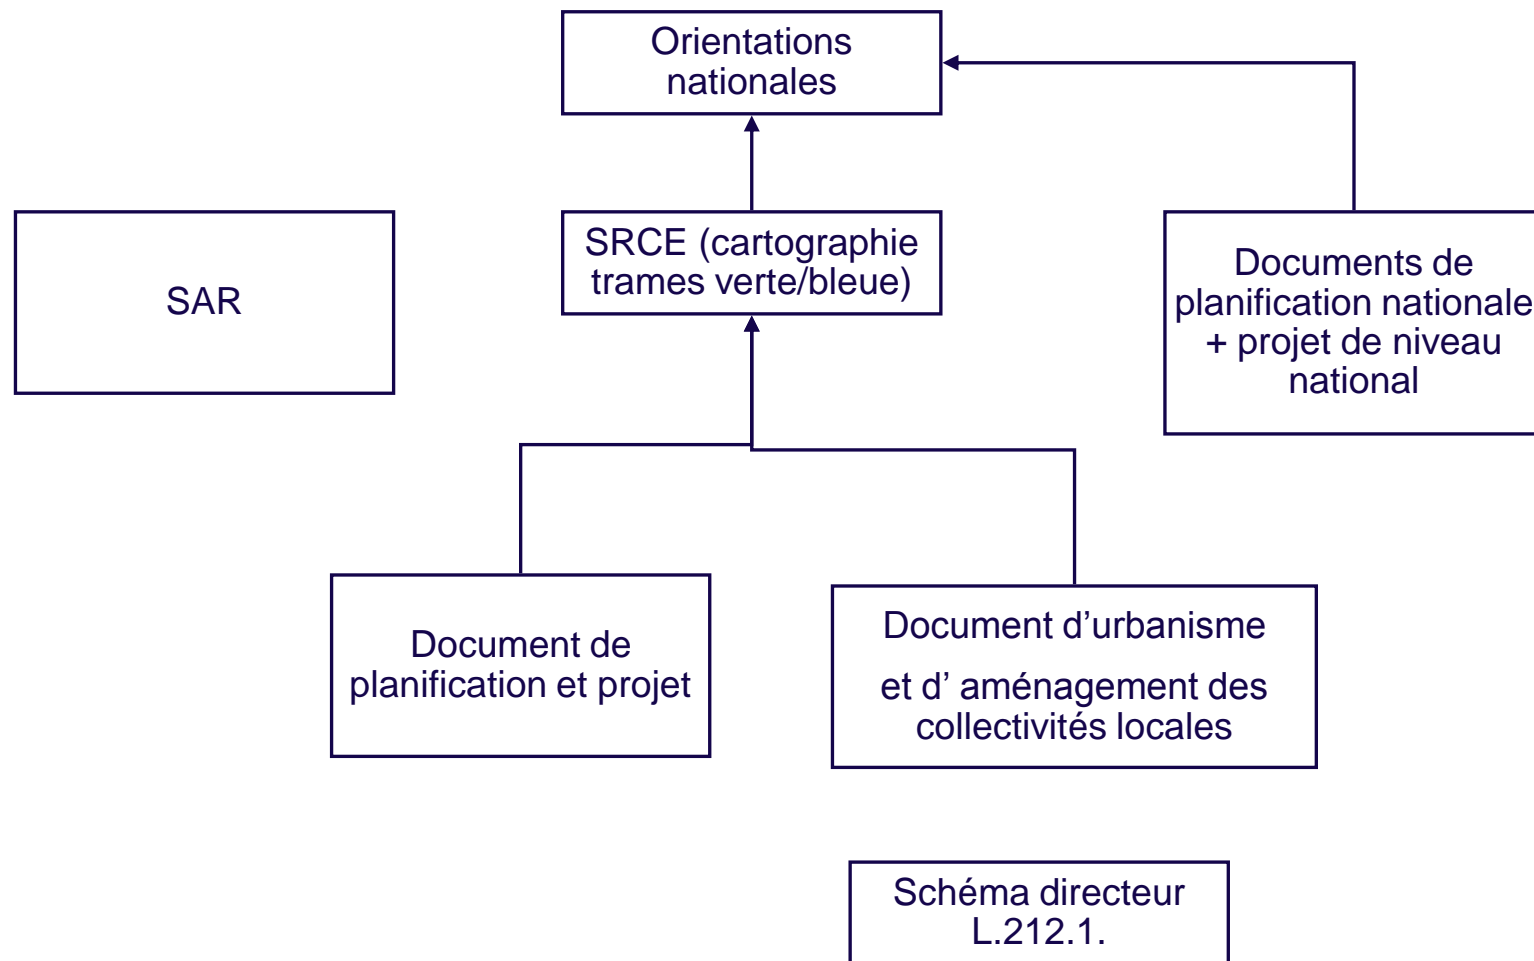 Orientations
nationales
SAR
SRCE (cartographie
trames verte/bleue)
Documents de
planification nationale
+ projet de niveau
national
Document de
planification et projet
Document d’urbanisme
et d’ aménagement des
collectivités locales
Schéma directeur
L.212.1.